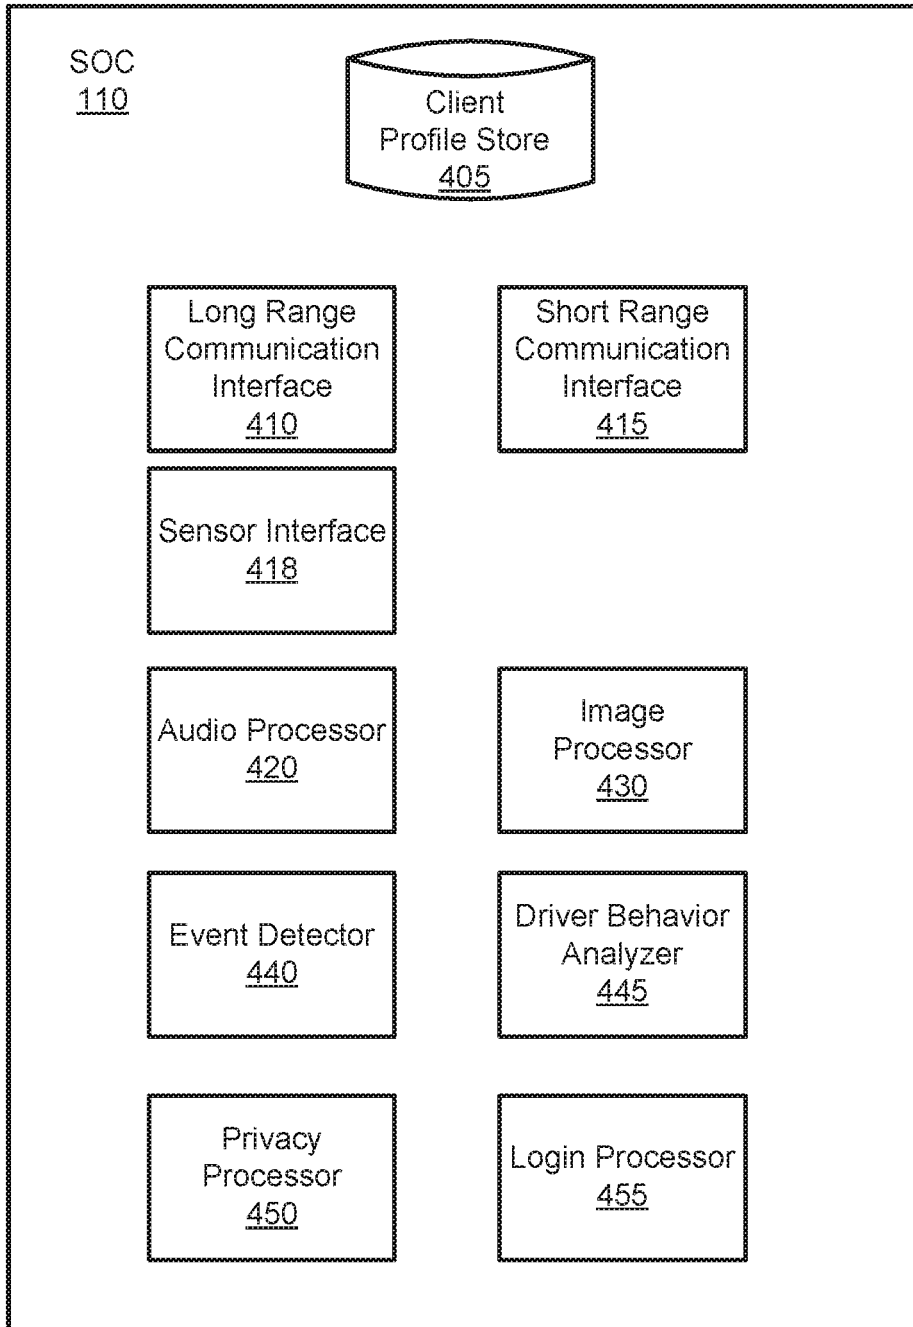 SOC
110
Client
Profile Store
405
Long Range
Communication
Interface
410
Short Range
Communication
Interface
415
Sensor Interface
418
Audio Processor
420
Image
Processor
430
Event Detector
440
Driver Behavior
Analyzer
445
Privacy
Processor
450
Login Processor
455